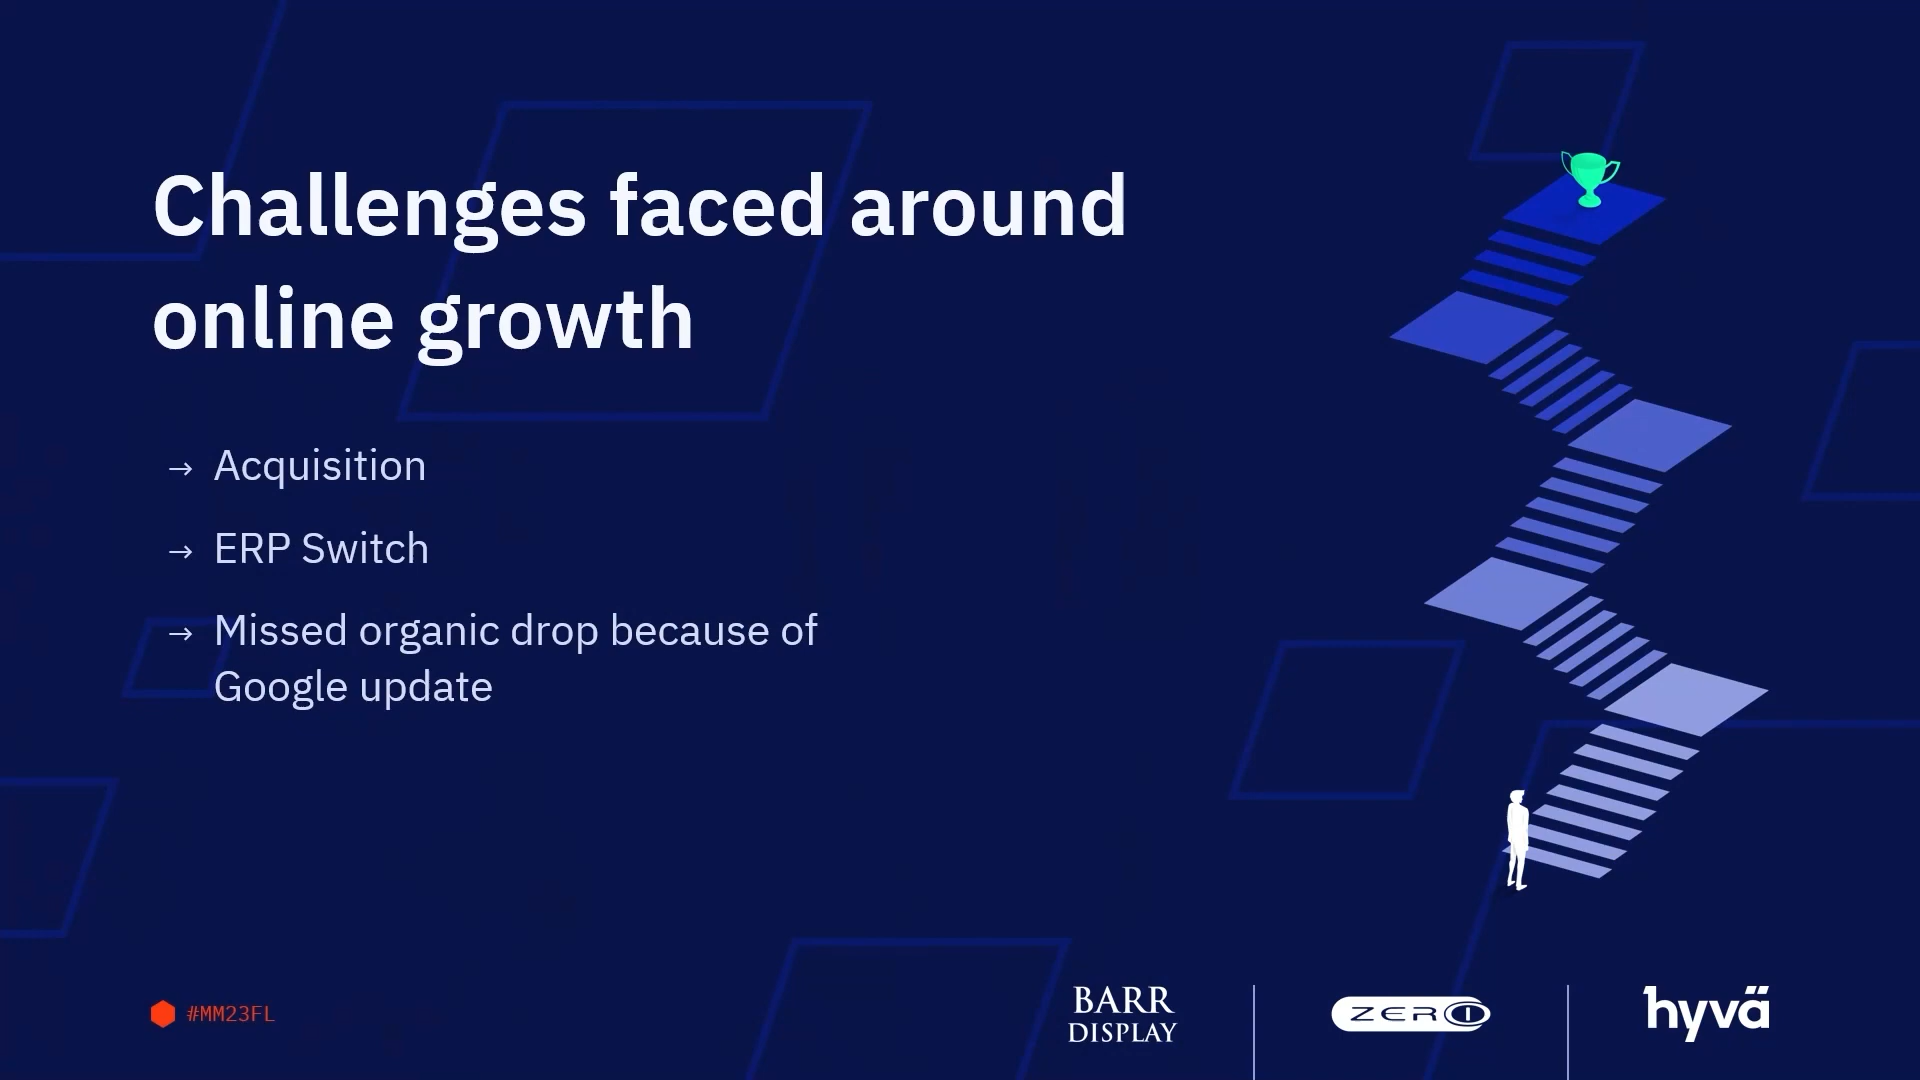 Challenges faced around
online growth
→ Acquisition
→ ERP Switch
→ Missed organic drop because of
Google update
#MM23FL
BARR
DISPLAY
ZERO1
hyvä